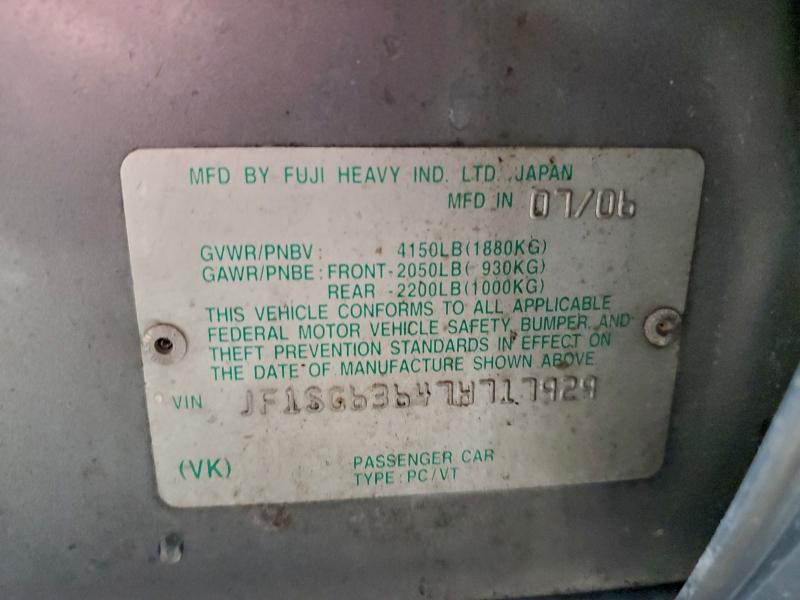 MFD BY FUJI HEAVY IND. LTD. JAPAN
MFD IN 07/06
GVWR/PNBV: 4150LB(1880KG)
GAWR/PNBE: FRONT-2050LB( 930KG)
REAR -2200LB(1000KG)
THIS VEHICLE CONFORMS TO ALL APPLICABLE
FEDERAL MOTOR VEHICLE SAFETY, BUMPER, AND
THEFT PREVENTION STANDARDS IN EFFECT ON
THE DATE OF MANUFACTURE SHOWN ABOVE
VIN JF1SG63647H717929
(VK) PASSENGER CAR
TYPE: PC/VT